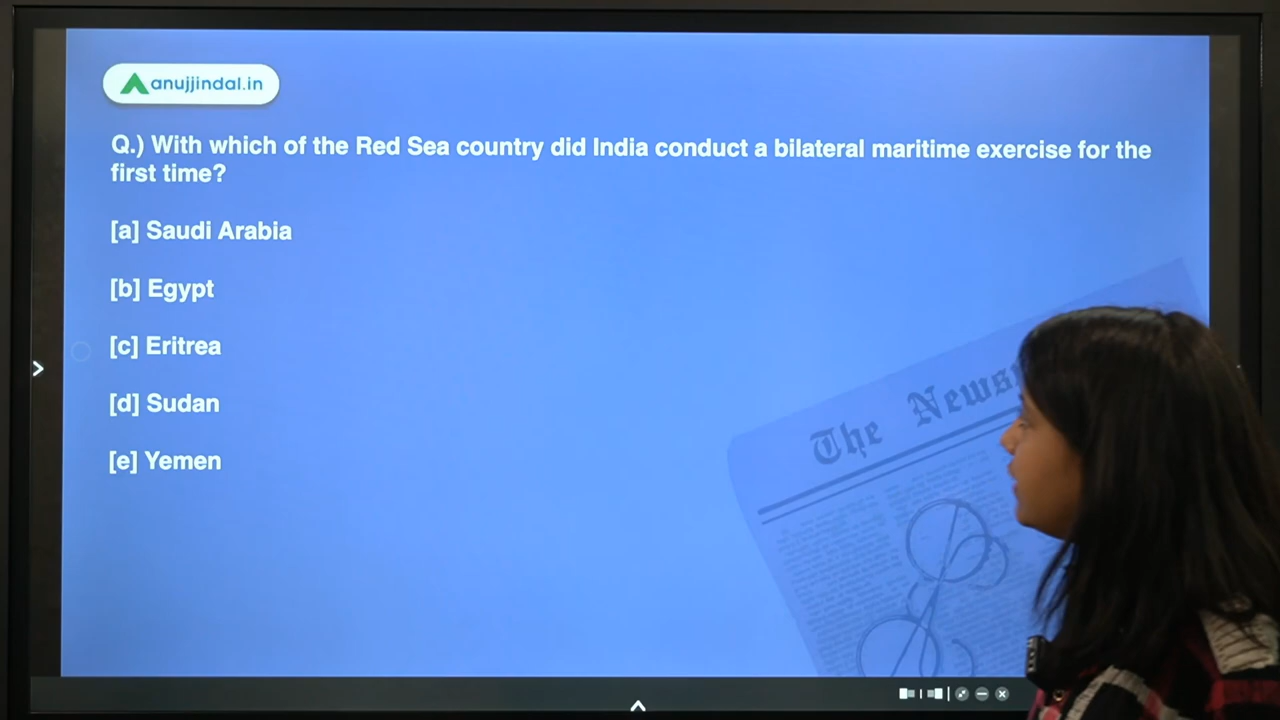 anujjindal.in
Q.) With which of the Red Sea country did India conduct a bilateral maritime exercise for the
first time?
[a] Saudi Arabia
[b] Egypt
[c] Eritrea
[d] Sudan
[e] Yemen
The News